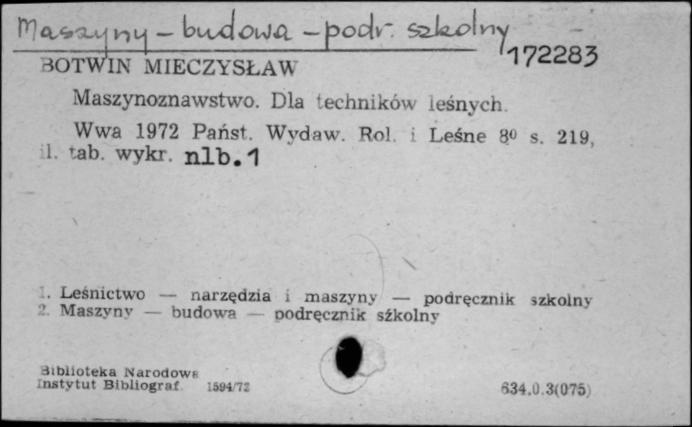 Maszyny - budowa - podr. szkolny
172283
BOTWIN MIECZYSŁAW
Maszynoznawstwo. Dla techników leśnych.
Wwa 1972 Państ. Wydaw. Rol. i Leśne 8⁰ s. 219,
il. tab. wykr. nlb.1
1. Leśnictwo — narzędzia i maszyny — podręcznik szkolny
2. Maszyny — budowa — podręcznik szkolny
Biblioteka Narodowa
Instytut Bibliograf. 1594/72
634.0.3(075)